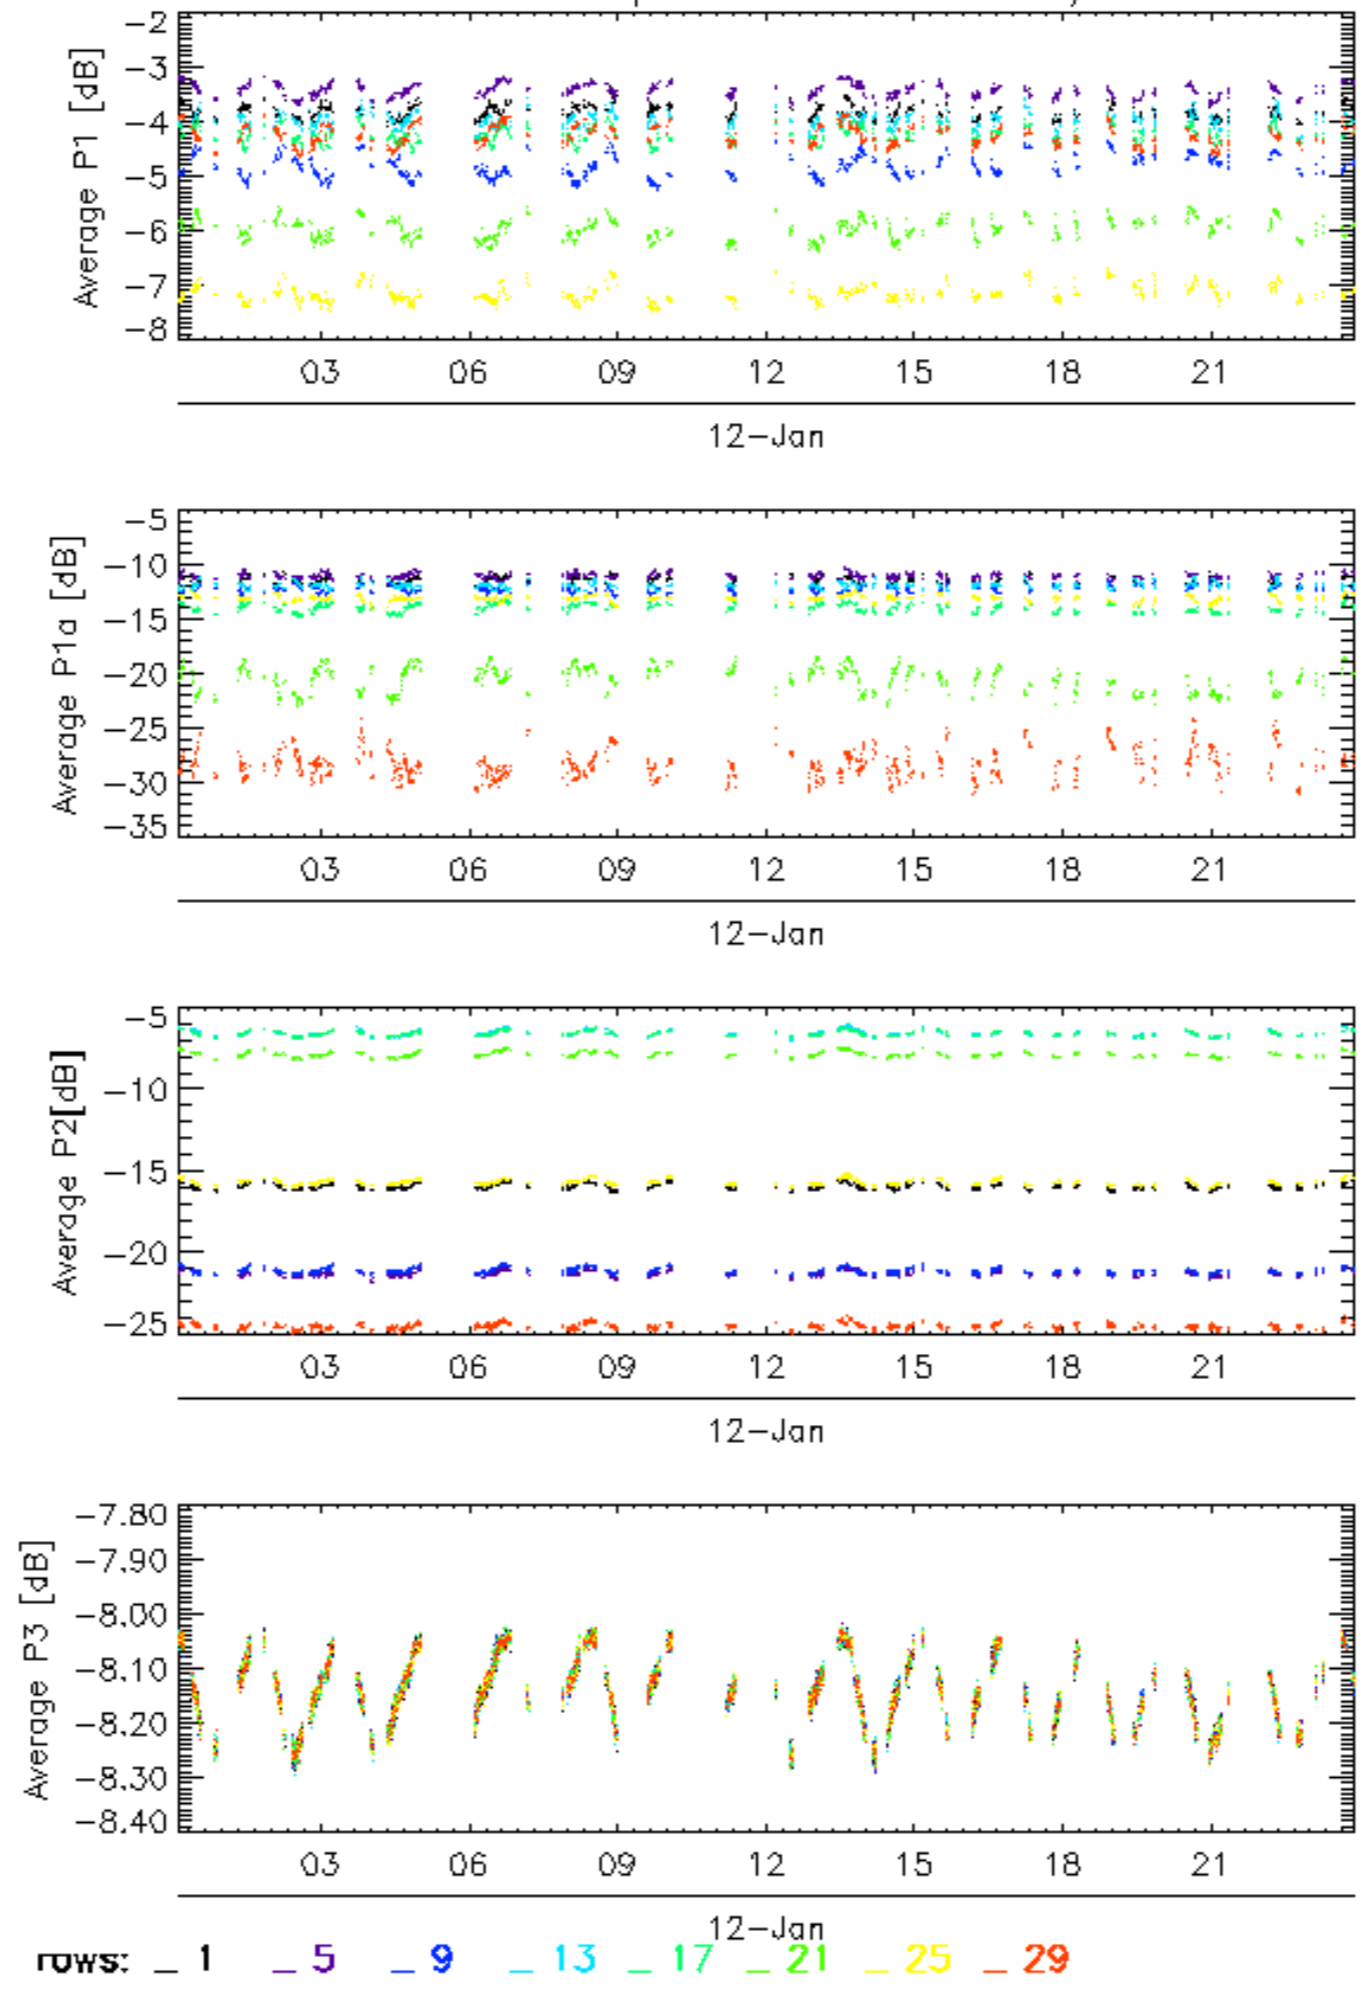 Average P1 [dB]
-2
-3
-4
-5
-6
-7
-8
03 06 09 12 15 18 21
12-Jan
Average P1a [dB]
-5
-10
-15
-20
-25
-30
-35
03 06 09 12 15 18 21
12-Jan
Average P2[dB]
-5
-10
-15
-20
-25
03 06 09 12 15 18 21
12-Jan
Average P3 [dB]
-7.80
-7.90
-8.00
-8.10
-8.20
-8.30
-8.40
03 06 09 12 15 18 21
12-Jan
rows: _ 1 _ 5 _ 9 _ 13 _ 17 _ 21 _ 25 _ 29